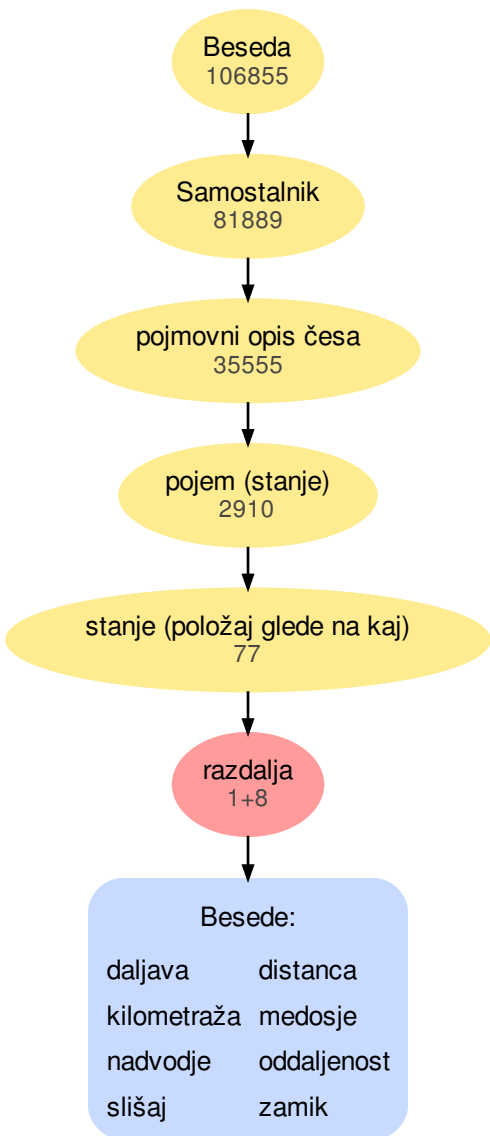 Beseda
106855
Samostalnik
81889
pojmovni opis česa
35555
pojem (stanje)
2910
stanje (položaj glede na kaj)
77
razdalja
1+8
Besede:
daljava distanca
kilometraža medosje
nadvodje oddaljenost
slišaj zamik